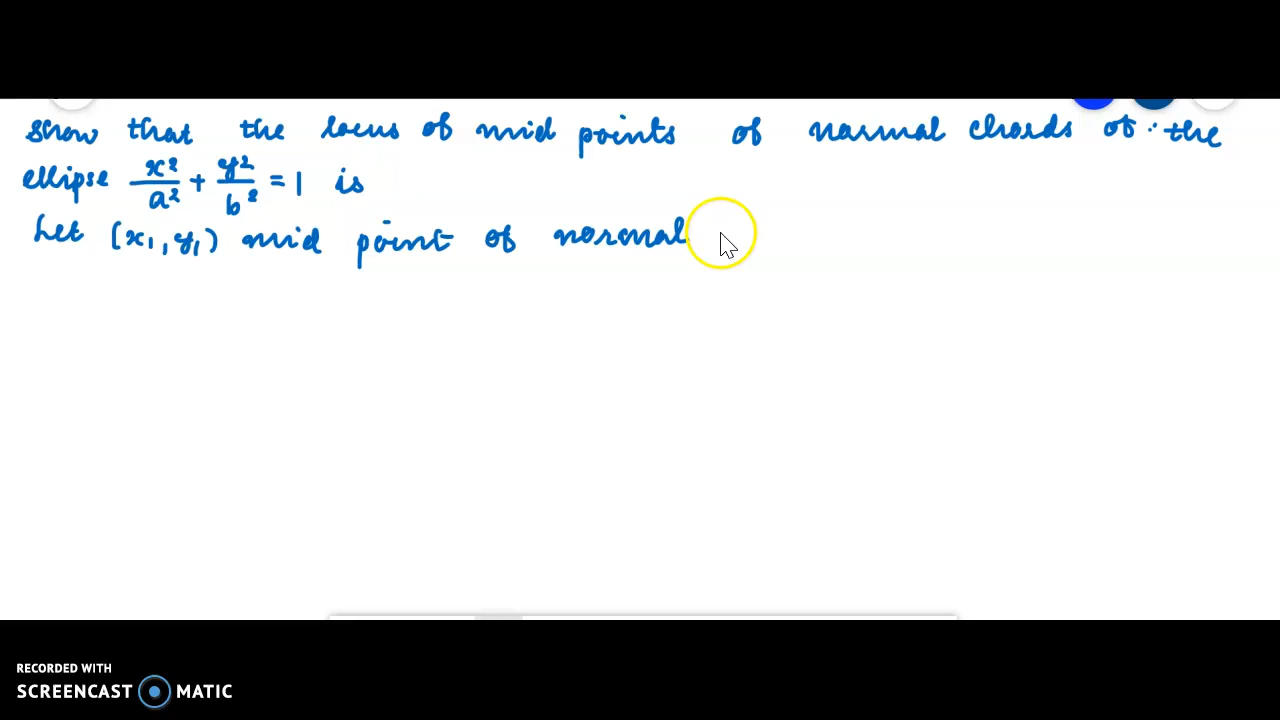 show that the locus of mid points of normal chords of the
ellipse x²/a² + y²/b² = 1 is
Let (x₁, y₁) mid point of normal
RECORDED WITH
SCREENCAST MATIC